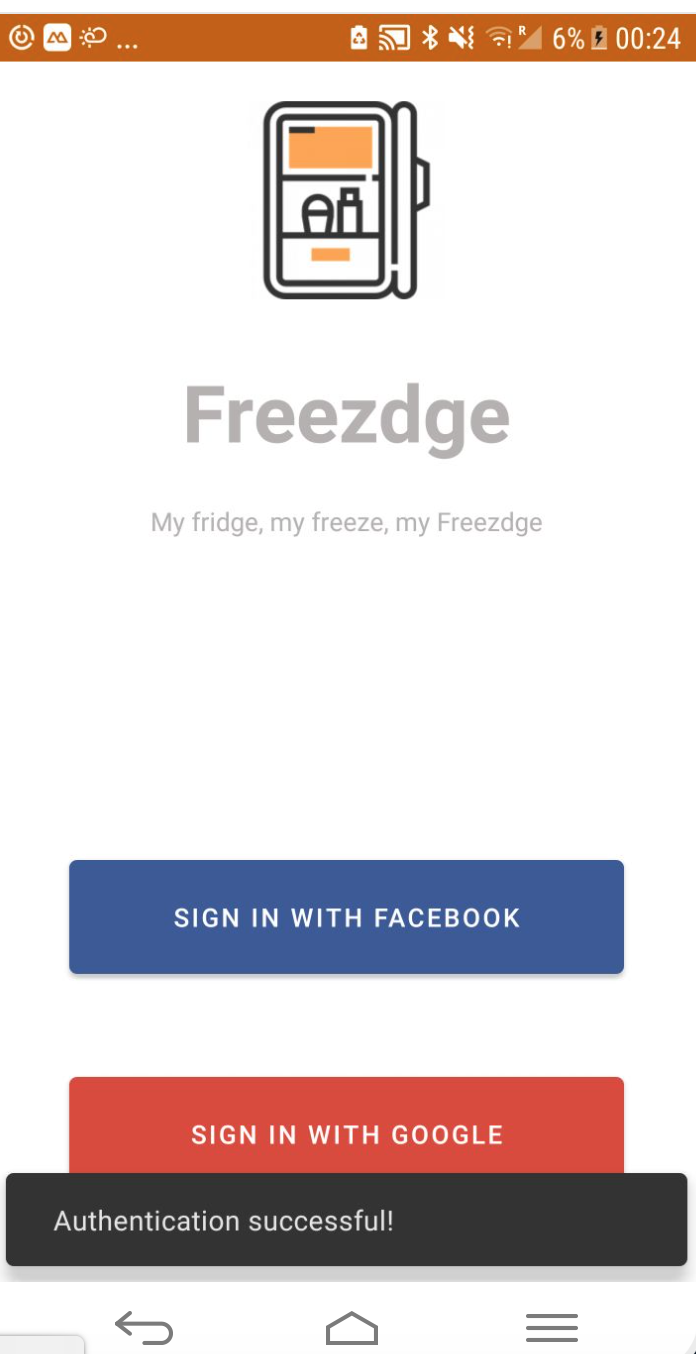 ... R 6% 00:24
Freezdge
My fridge, my freeze, my Freezdge
SIGN IN WITH FACEBOOK
SIGN IN WITH GOOGLE
Authentication successful!